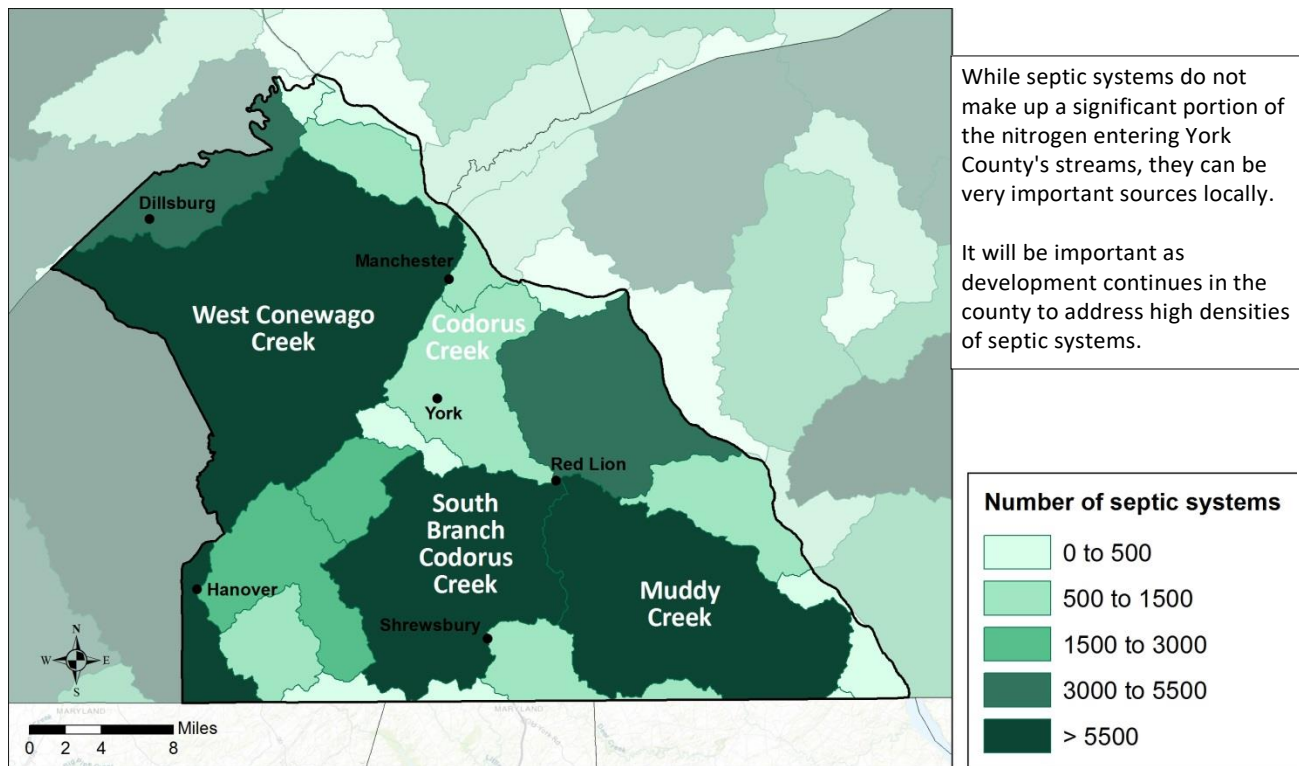 While septic systems do not
make up a significant portion of
the nitrogen entering York
County's streams, they can be
very important sources locally.
It will be important as
development continues in the
county to address high densities
of septic systems.
Dillsburg
Manchester
West Conewago
Creek
Codorus
Creek
York
Red Lion
South
Branch
Codorus
Creek
Hanover
Muddy
Creek
Shrewsbury
N
W E
S
MARYLAND
MARYLAND
Miles
0 2 4 8
Number of septic systems
0 to 500
500 to 1500
1500 to 3000
3000 to 5500
> 5500